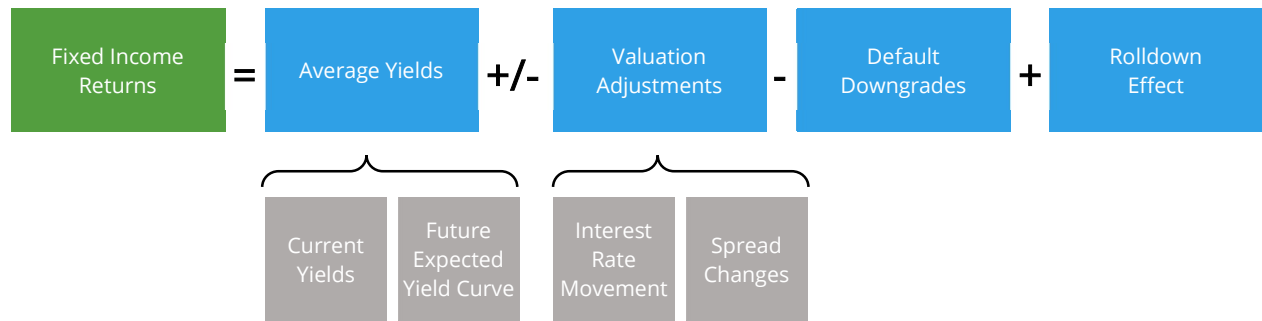 Fixed Income
Returns
=
Average Yields
+/-
Valuation
Adjustments
-
Default
Downgrades
+
Rolldown
Effect
Current
Yields
Future
Expected
Yield Curve
Interest
Rate
Movement
Spread
Changes